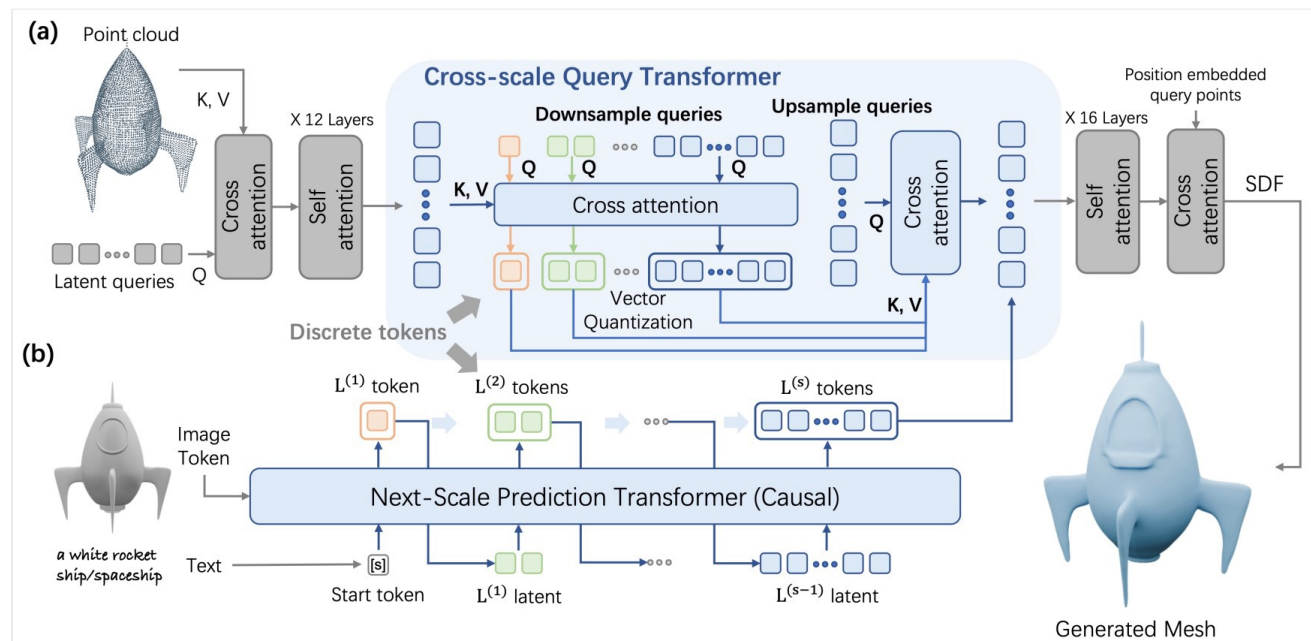 (a)
Point cloud
K, V
X 12 Layers
Cross
attention
Self
attention
Latent queries
Q
Cross-scale Query Transformer
Downsample queries
Upsample queries
Q
Q
Q
K, V
Cross attention
Vector
Quantization
K, V
Q
Cross
attention
Position embedded
query points
X 16 Layers
Self
attention
Cross
attention
SDF
Discrete tokens
(b)
L(1) token
L(2) tokens
L(s) tokens
Image
Token
Next-Scale Prediction Transformer (Causal)
a white rocket
ship/spaceship
Text
[s]
Start token
L(1) latent
L(s−1) latent
Generated Mesh